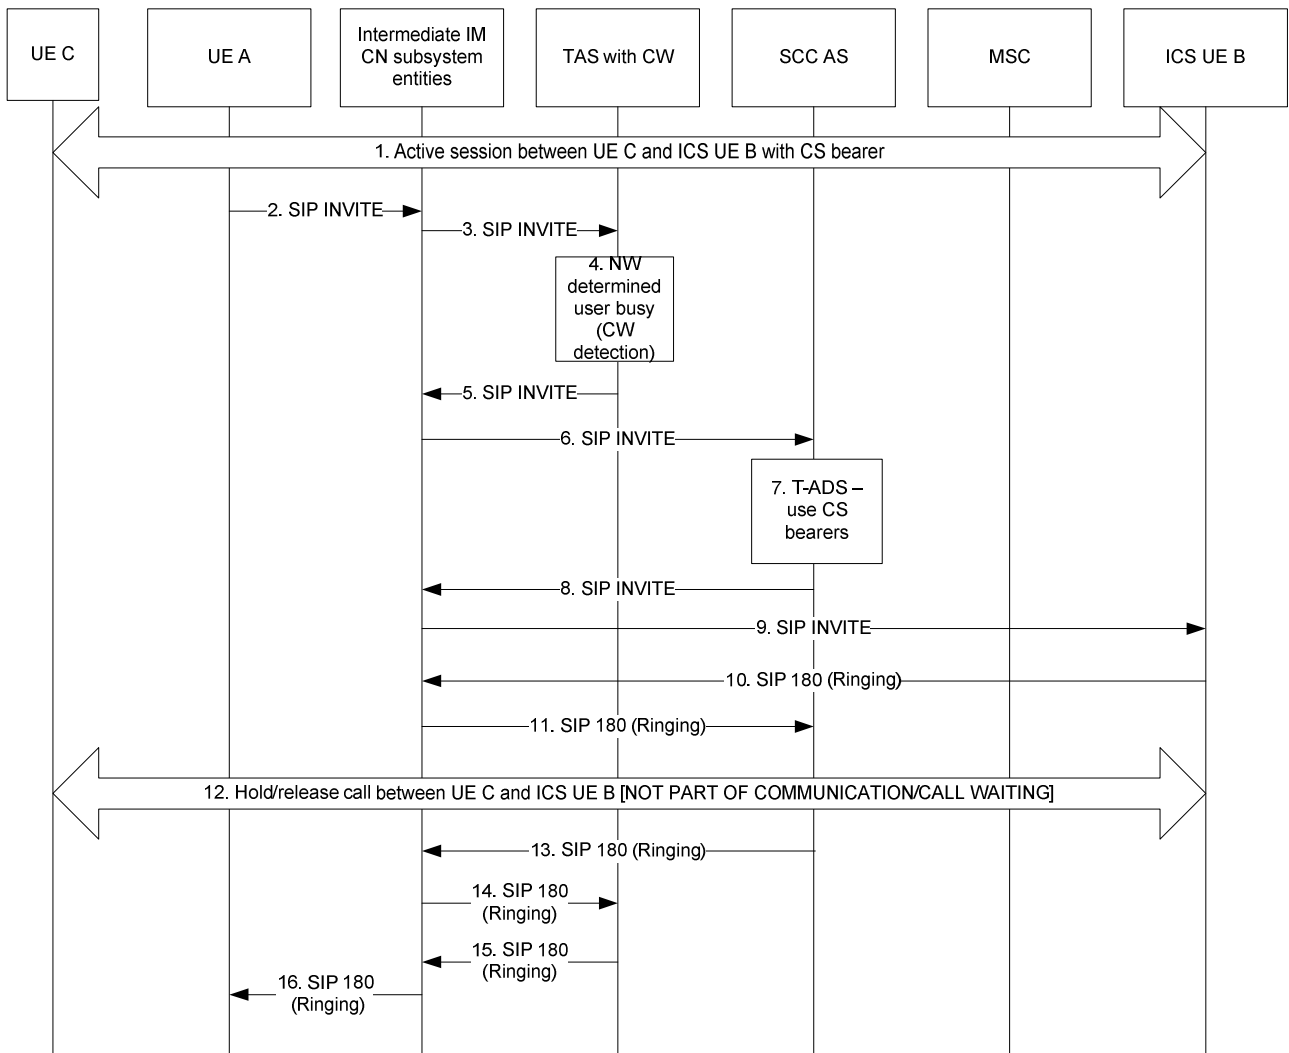 UE C
UE A
Intermediate IM
CN subsystem
entities
TAS with CW
SCC AS
MSC
ICS UE B
1. Active session between UE C and ICS UE B with CS bearer
2. SIP INVITE
3. SIP INVITE
4. NW
determined
user busy
(CW
detection)
5. SIP INVITE
6. SIP INVITE
7. T-ADS –
use CS
bearers
8. SIP INVITE
9. SIP INVITE
10. SIP 180 (Ringing)
11. SIP 180 (Ringing)
12. Hold/release call between UE C and ICS UE B [NOT PART OF COMMUNICATION/CALL WAITING]
13. SIP 180 (Ringing)
14. SIP 180
(Ringing)
15. SIP 180
(Ringing)
16. SIP 180
(Ringing)